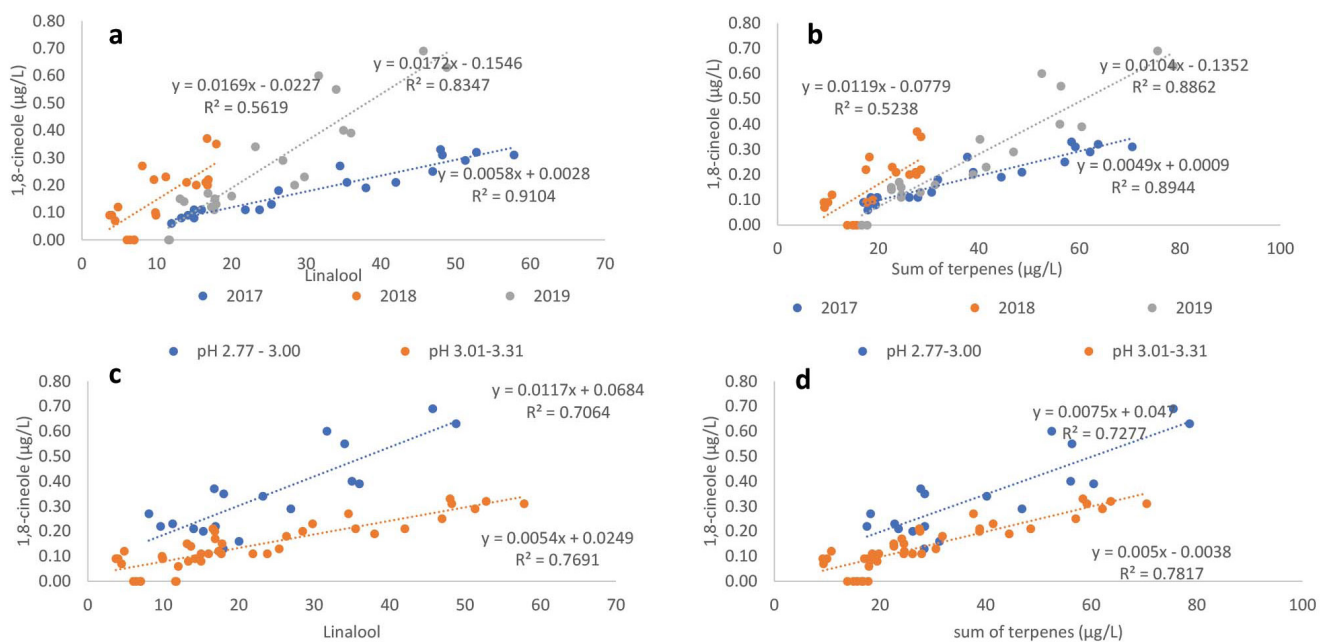 a
1,8-cineole (µg/L)
0.80
0.70
0.60
0.50
0.40
0.30
0.20
0.10
0.00
y = 0.0169x - 0.0227
R² = 0.5619
y = 0.0172x - 0.1546
R² = 0.8347
y = 0.0058x + 0.0028
R² = 0.9104
0 10 20 30 40 50 60 70
Linalool
2017 2018 2019
b
1,8-cineole (µg/L)
0.80
0.70
0.60
0.50
0.40
0.30
0.20
0.10
0.00
y = 0.0119x - 0.0779
R² = 0.5238
y = 0.0104x - 0.1352
R² = 0.8862
y = 0.0049x + 0.0009
R² = 0.8944
0 20 40 60 80 100
Sum of terpenes (µg/L)
2017 2018 2019
pH 2.77 - 3.00 pH 3.01-3.31
c
1,8-cineole (µg/L)
0.80
0.70
0.60
0.50
0.40
0.30
0.20
0.10
0.00
y = 0.0117x + 0.0684
R² = 0.7064
y = 0.0054x + 0.0249
R² = 0.7691
0 10 20 30 40 50 60 70
Linalool
pH 2.77-3.00 pH 3.01-3.31
d
1,8-cineole (µg/L)
0.80
0.70
0.60
0.50
0.40
0.30
0.20
0.10
0.00
y = 0.0075x + 0.047
R² = 0.7277
y = 0.005x - 0.0038
R² = 0.7817
0 20 40 60 80 100
sum of terpenes (µg/L)